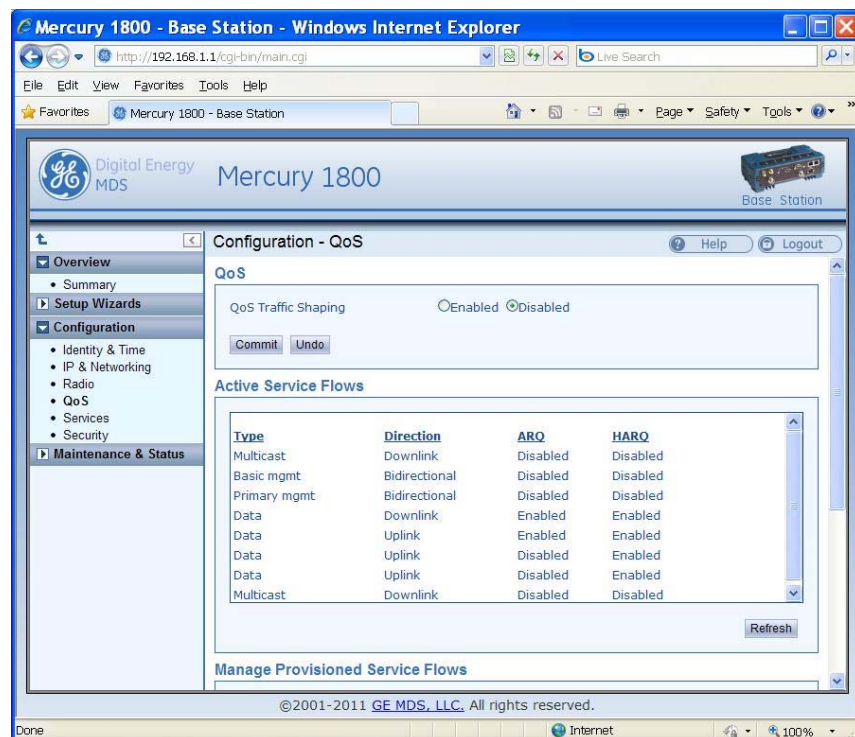 Mercury 1800 - Base Station - Windows Internet Explorer
http://192.168.1.1/cgi-bin/main.cgi
Live Search
File Edit View Favorites Tools Help
Favorites Mercury 1800 - Base Station Page Safety Tools »
GE Digital Energy
MDS
Mercury 1800
Base Station
Configuration - QoS
Help Logout
Overview
• Summary
Setup Wizards
Configuration
• Identity & Time
• IP & Networking
• Radio
• QoS
• Services
• Security
Maintenance & Status
QoS
QoS Traffic Shaping Enabled Disabled
Commit Undo
Active Service Flows
Type Direction ARQ HARQ
Multicast Downlink Disabled Disabled
Basic mgmt Bidirectional Disabled Disabled
Primary mgmt Bidirectional Disabled Disabled
Data Downlink Enabled Enabled
Data Uplink Enabled Enabled
Data Uplink Disabled Enabled
Data Uplink Disabled Enabled
Multicast Downlink Disabled Disabled
Refresh
Manage Provisioned Service Flows
©2001-2011 GE MDS, LLC. All rights reserved.
Done Internet 100%